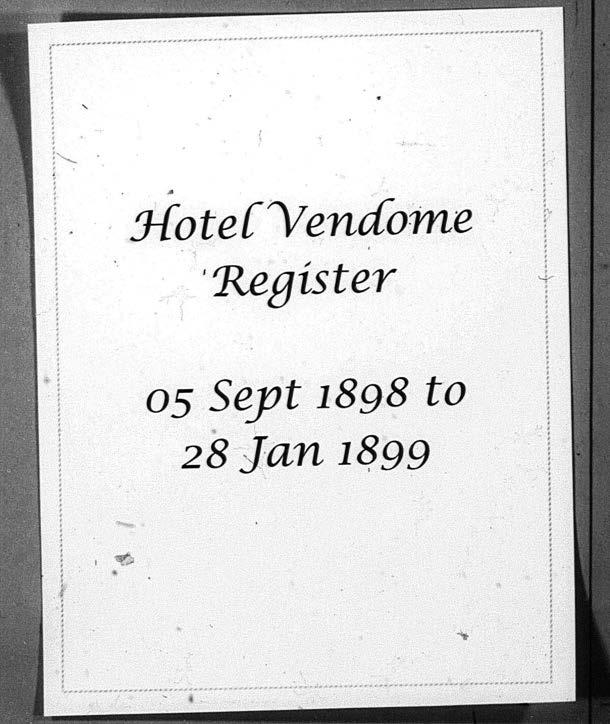 Hotel Vendome
Register
05 Sept 1898 to
28 Jan 1899